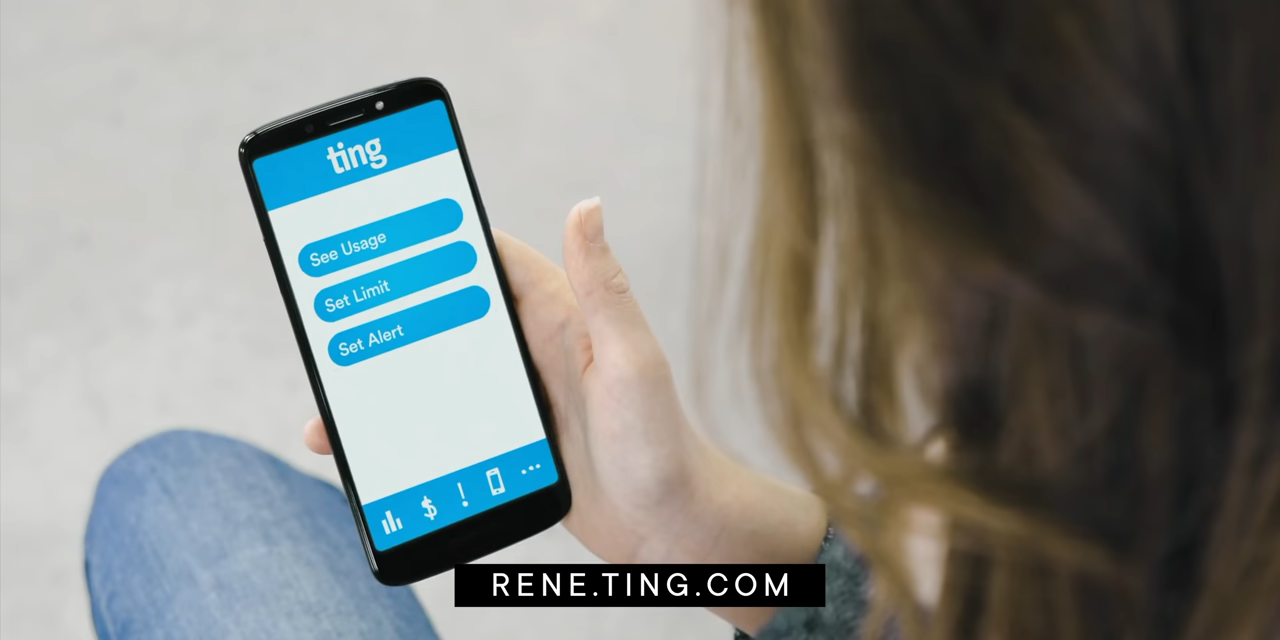 ting
See Usage
Set Limit
Set Alert
RENE.TING.COM